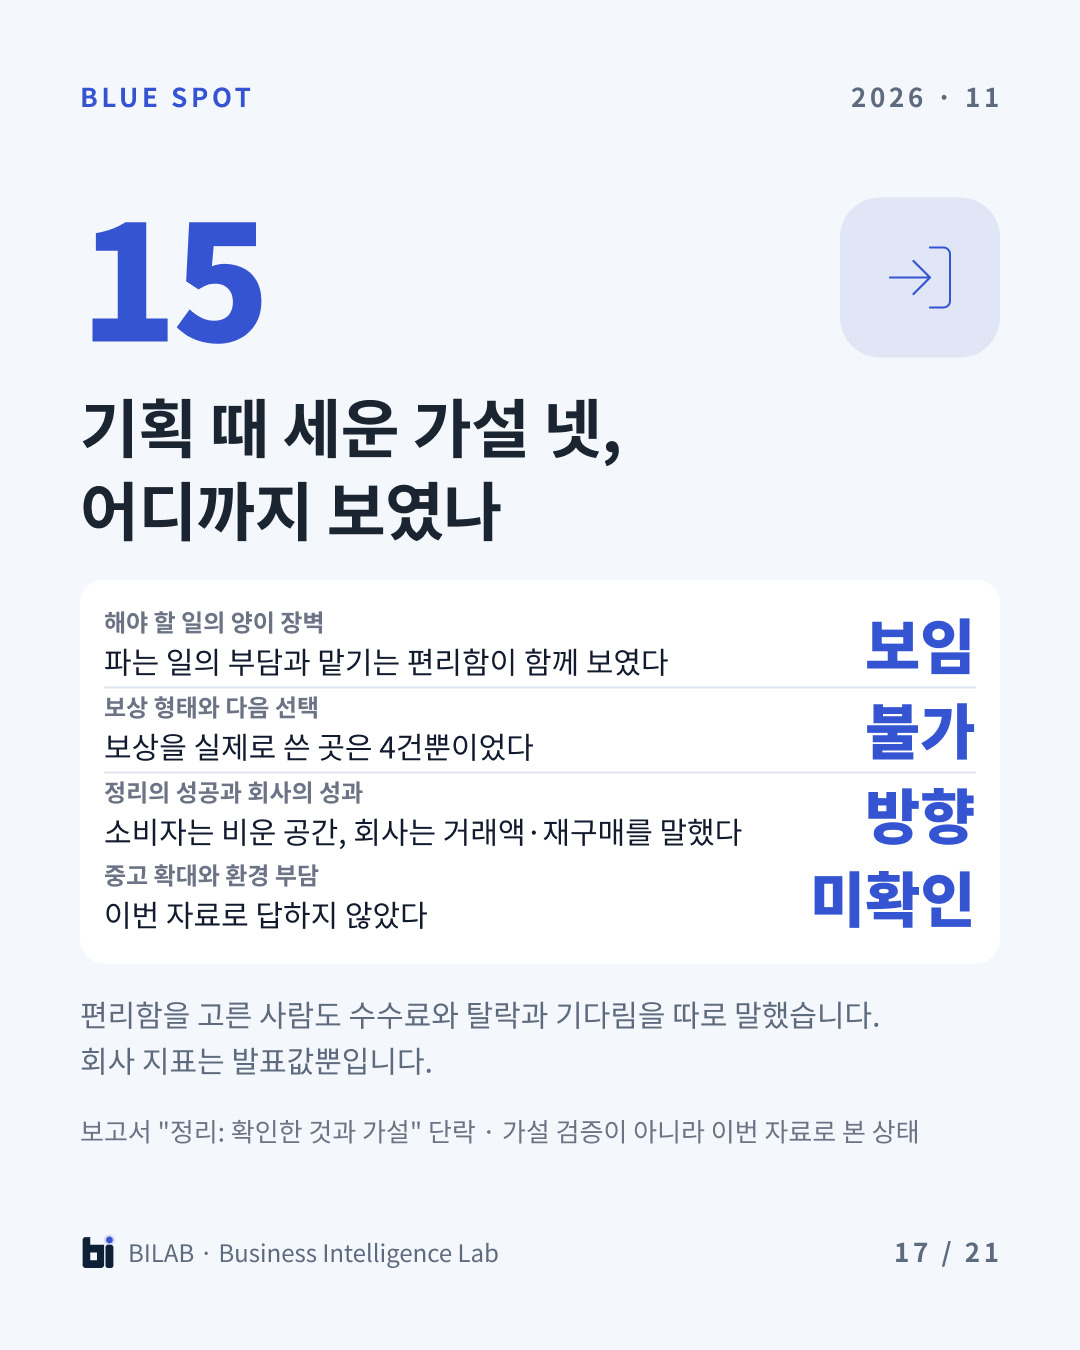 BLUE SPOT
2026 · 11
15
기획 때 세운 가설 넷,
어디까지 보였나
해야 할 일의 양이 장벽
파는 일의 부담과 맡기는 편리함이 함께 보였다
보임
보상 형태와 다음 선택
보상을 실제로 쓴 곳은 4건뿐이었다
불가
정리의 성공과 회사의 성과
소비자는 비운 공간, 회사는 거래액·재구매를 말했다
방향
중고 확대와 환경 부담
이번 자료로 답하지 않았다
미확인
편리함을 고른 사람도 수수료와 탈락과 기다림을 따로 말했습니다.
회사 지표는 발표값뿐입니다.
보고서 "정리: 확인한 것과 가설" 단락 · 가설 검증이 아니라 이번 자료로 본 상태
bi BILAB · Business Intelligence Lab
17 / 21